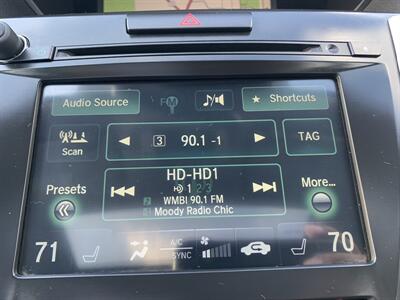 Audio Source
FM
★ Shortcuts
Scan
3 90.1 -1
TAG
Presets
HD-HD1
1 2 3
WMBI 90.1 FM
Moody Radio Chic
More...
71
A/C
SYNC
70